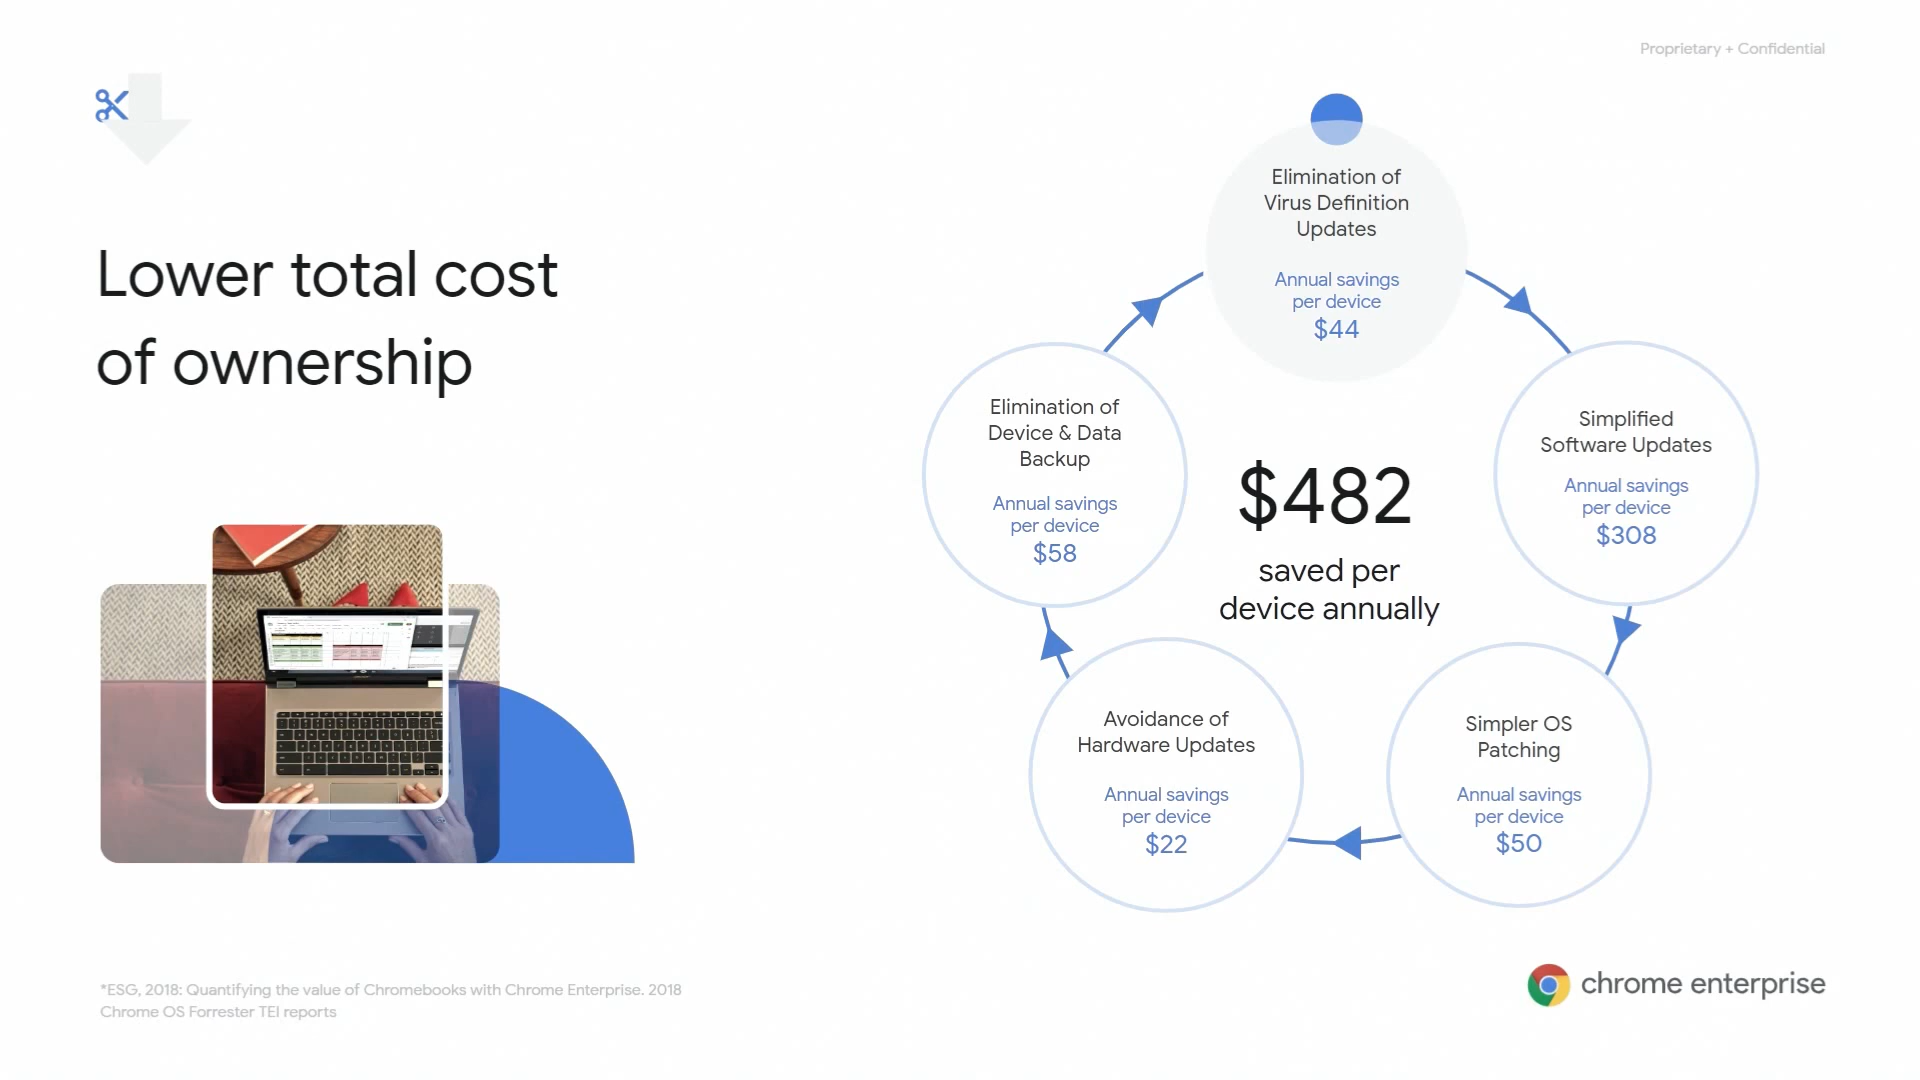 Proprietary + Confidential
Lower total cost
of ownership
Elimination of
Virus Definition
Updates
Annual savings
per device
$44
Simplified
Software Updates
Annual savings
per device
$308
Simpler OS
Patching
Annual savings
per device
$50
Avoidance of
Hardware Updates
Annual savings
per device
$22
Elimination of
Device & Data
Backup
Annual savings
per device
$58
$482
saved per
device annually
*ESG, 2018: Quantifying the value of Chromebooks with Chrome Enterprise. 2018
Chrome OS Forrester TEI reports
chrome enterprise